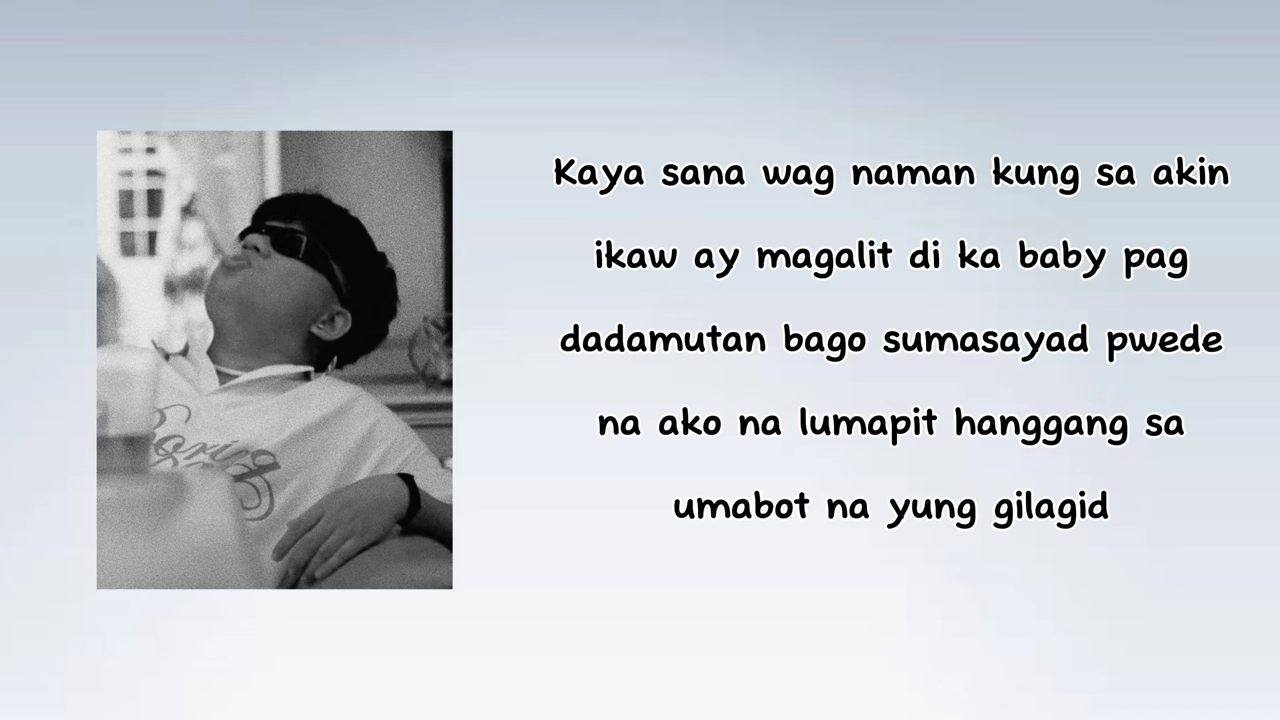 Kaya sana wag naman kung sa akin
ikaw ay magalit di ka baby pag
dadamutan bago sumasayad pwede
na ako na lumapit hanggang sa
umabot na yung gilagid